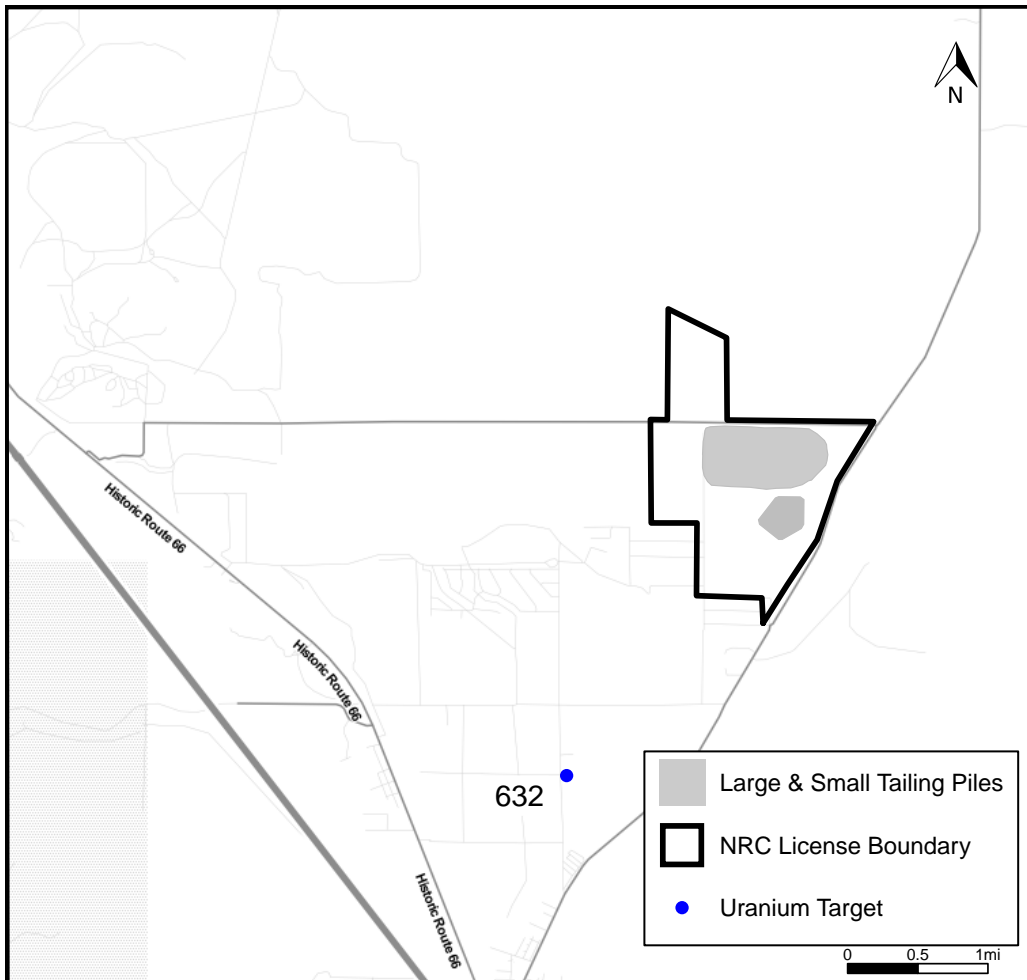 N
Historic Route 66
Historic Route 66
632
Historic Route 66
Large & Small Tailing Piles
NRC License Boundary
Uranium Target
0 0.5 1mi